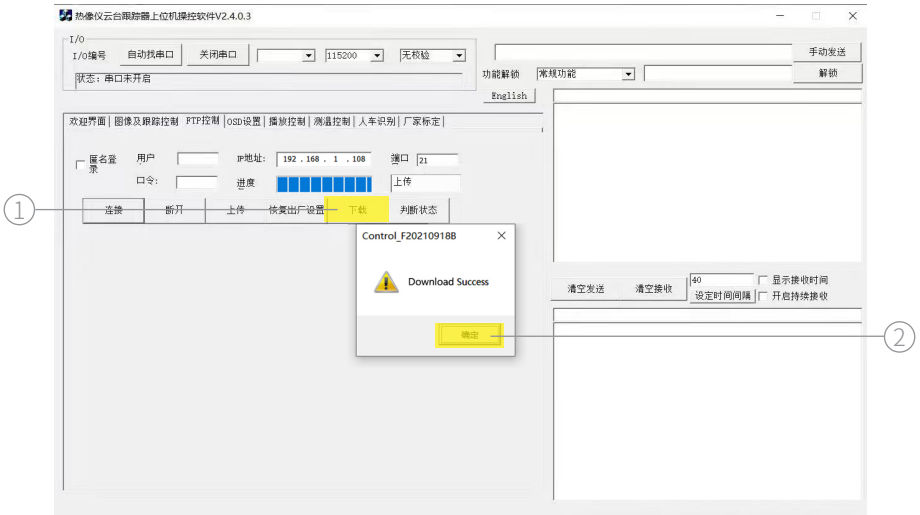 热像仪云台跟踪器上位机操控软件V2.4.0.3
I/O
I/O编号 自动找串口 关闭串口 115200 无校验
状态：串口未开启
手动发送
功能解锁 常规功能 解锁
English
欢迎界面 图像及跟踪控制 FTP控制 OSD设置 播放控制 测温控制 人车识别 厂家标定
匿名登录 用户 IP地址: 192 . 168 . 1 . 108 端口 21
口令: 进度 上传
① 连接 断开 上传 恢复出厂设置 下载 判断状态
Control_F20210918B
Download Success
确定 ②
清空发送 清空接收 40 显示接收时间
设定时间间隔 开启持续接收